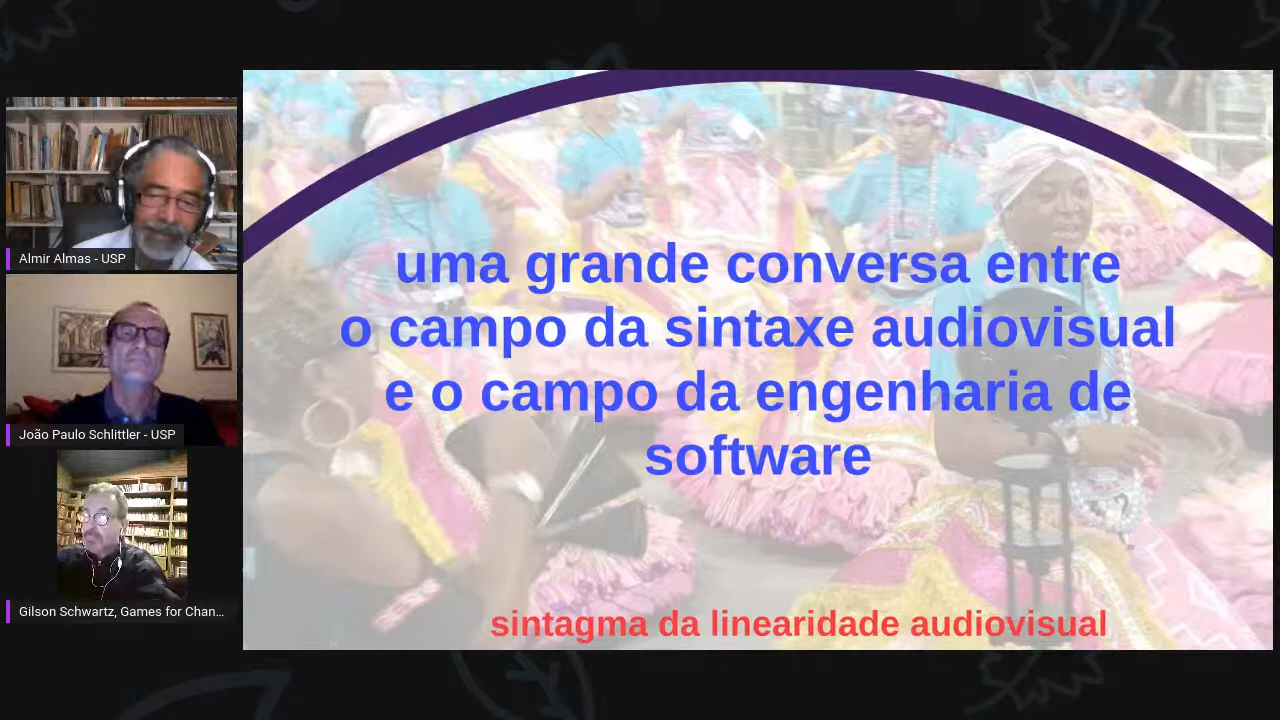 Almir Almas - USP
João Paulo Schlittler - USP
Gilson Schwartz, Games for Chan...
uma grande conversa entre
o campo da sintaxe audiovisual
e o campo da engenharia de
software
sintagma da linearidade audiovisual